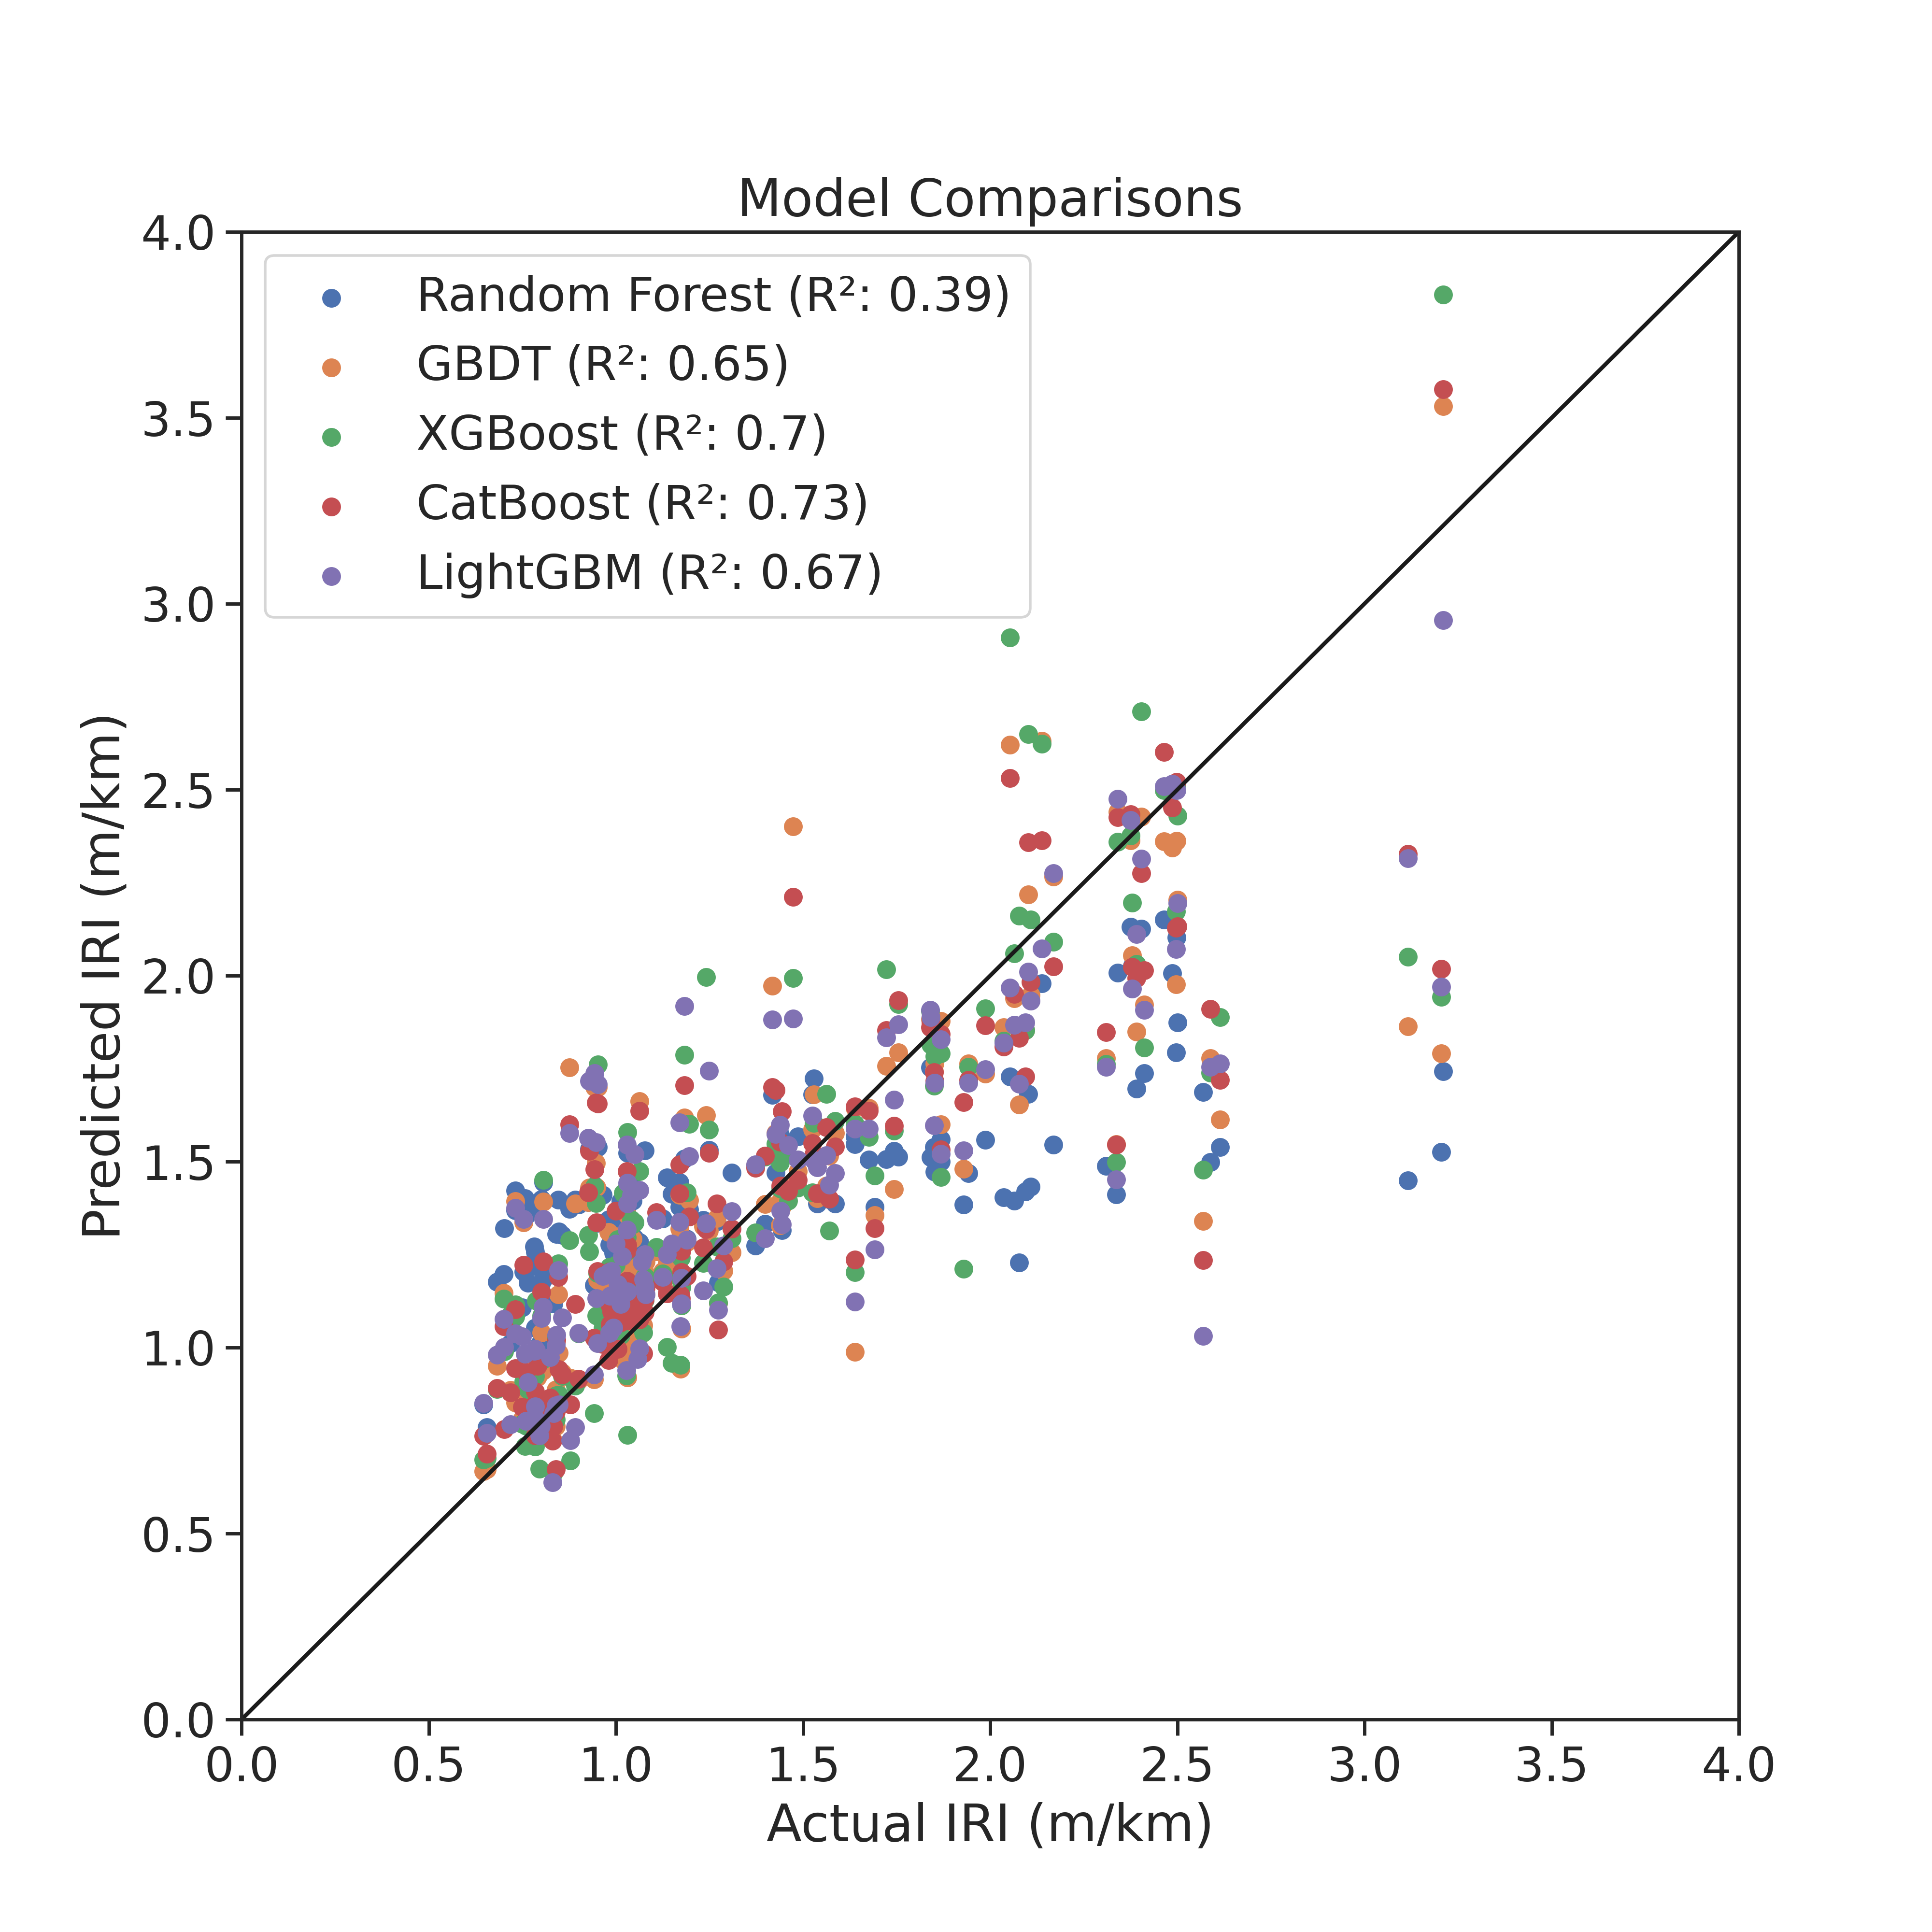 Model Comparisons
4.0
3.5
3.0
2.5
2.0
1.5
1.0
0.5
0.0
Predicted IRI (m/km)
Random Forest (R²: 0.39)
GBDT (R²: 0.65)
XGBoost (R²: 0.7)
CatBoost (R²: 0.73)
LightGBM (R²: 0.67)
0.0 0.5 1.0 1.5 2.0 2.5 3.0 3.5 4.0
Actual IRI (m/km)